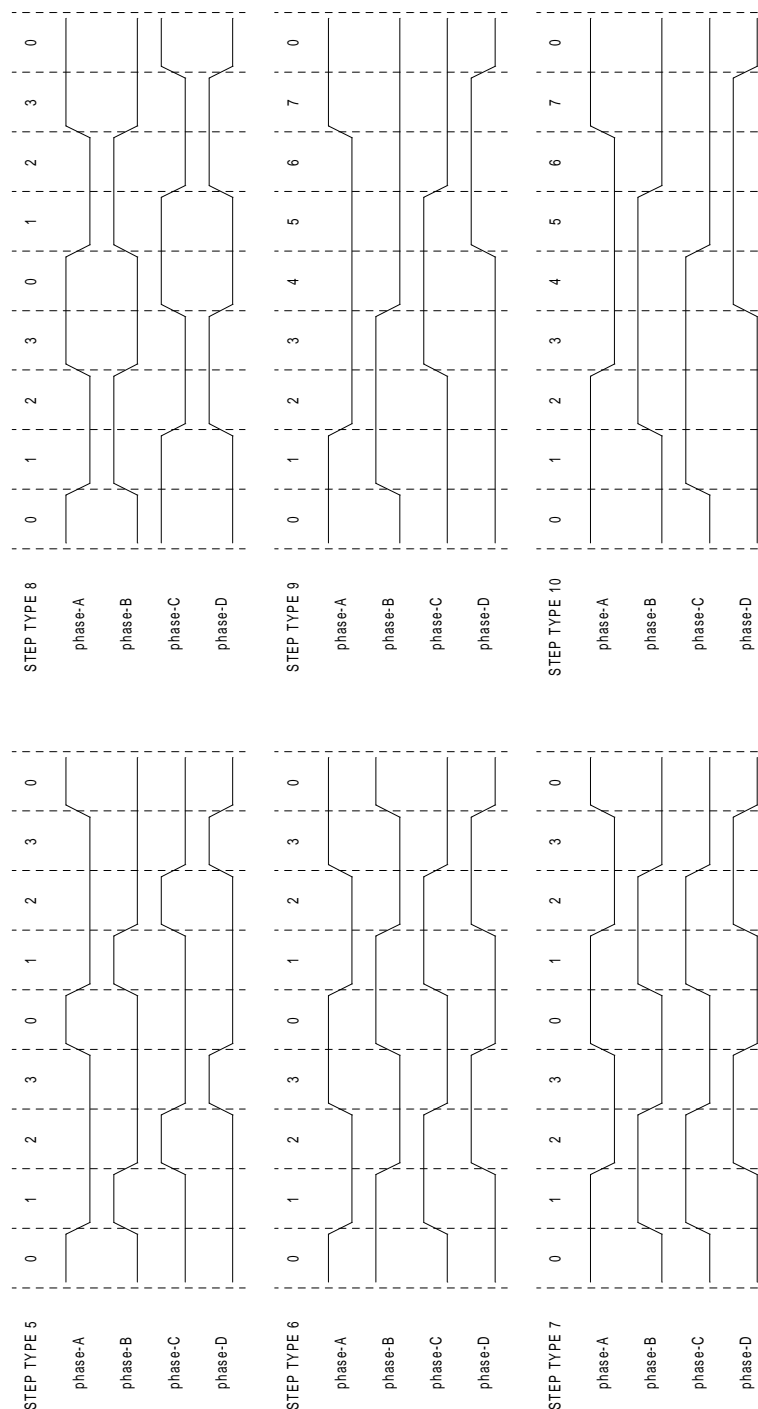 STEP TYPE 5 0 1 2 3 0 1 2 3 0
phase-A
phase-B
phase-C
phase-D
STEP TYPE 6 0 1 2 3 0 1 2 3 0
phase-A
phase-B
phase-C
phase-D
STEP TYPE 7 0 1 2 3 0 1 2 3 0
phase-A
phase-B
phase-C
phase-D
STEP TYPE 8 0 1 2 3 0 1 2 3 0
phase-A
phase-B
phase-C
phase-D
STEP TYPE 9 0 1 2 3 4 5 6 7 0
phase-A
phase-B
phase-C
phase-D
STEP TYPE 10 0 1 2 3 4 5 6 7 0
phase-A
phase-B
phase-C
phase-D